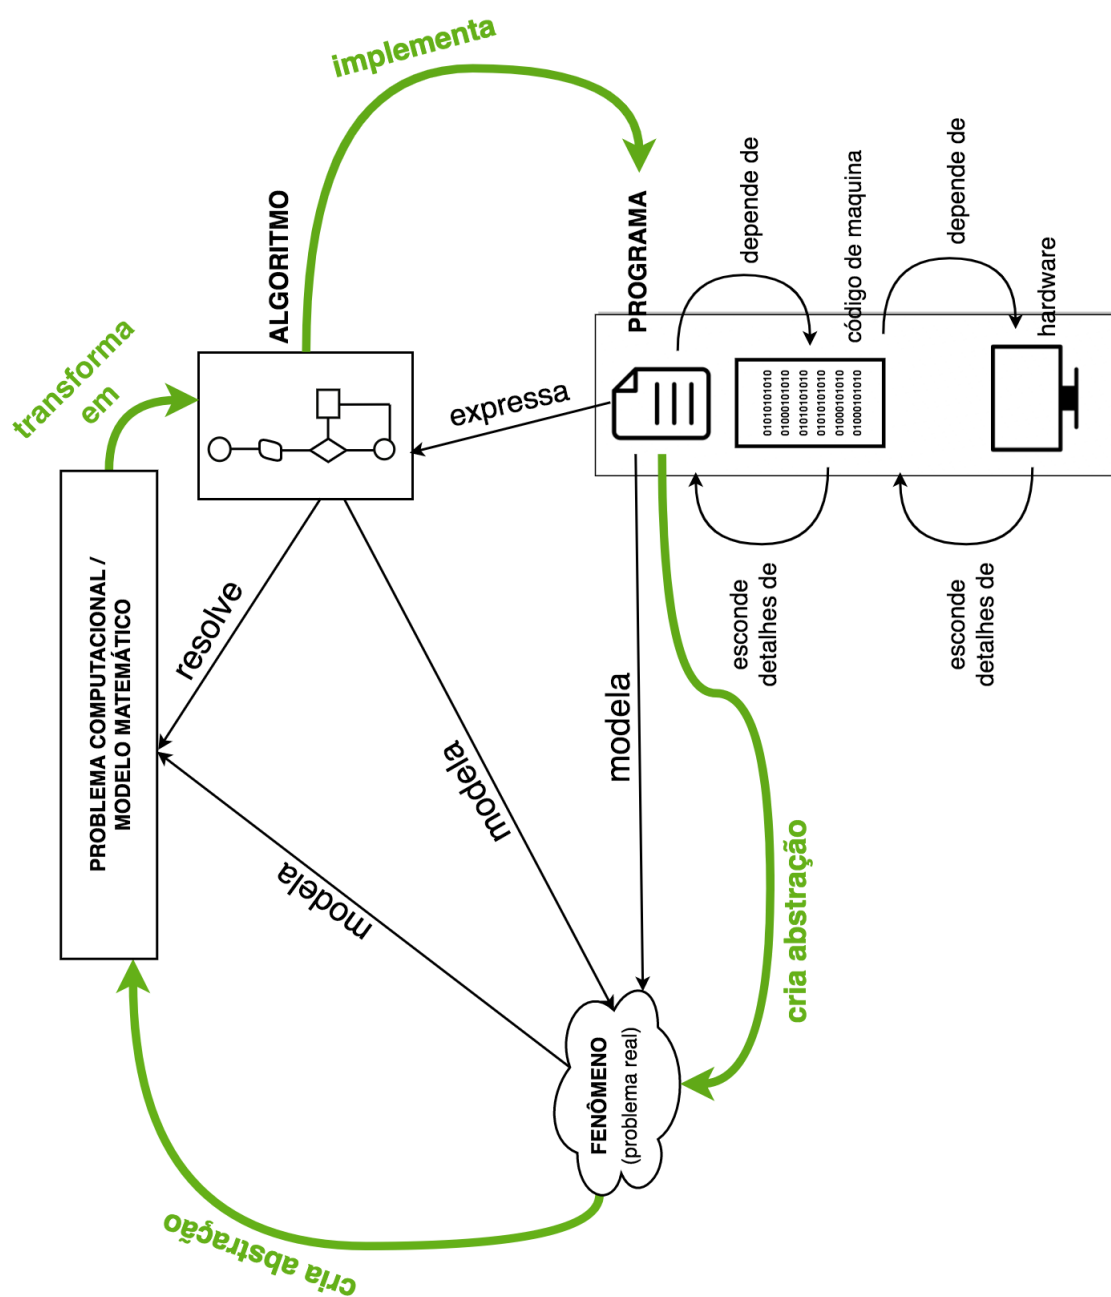 implementa
ALGORITMO
transforma
em
PROGRAMA
depende de
código de maquina
depende de
hardware
expressa
01010101010
01000101010
01010101010
01010101010
01000101010
01000101010
PROBLEMA COMPUTACIONAL /
MODELO MATEMÁTICO
resolve
modela
modela
modela
esconde
detalhes de
esconde
detalhes de
cria abstração
FENÔMENO
(problema real)
cria abstração